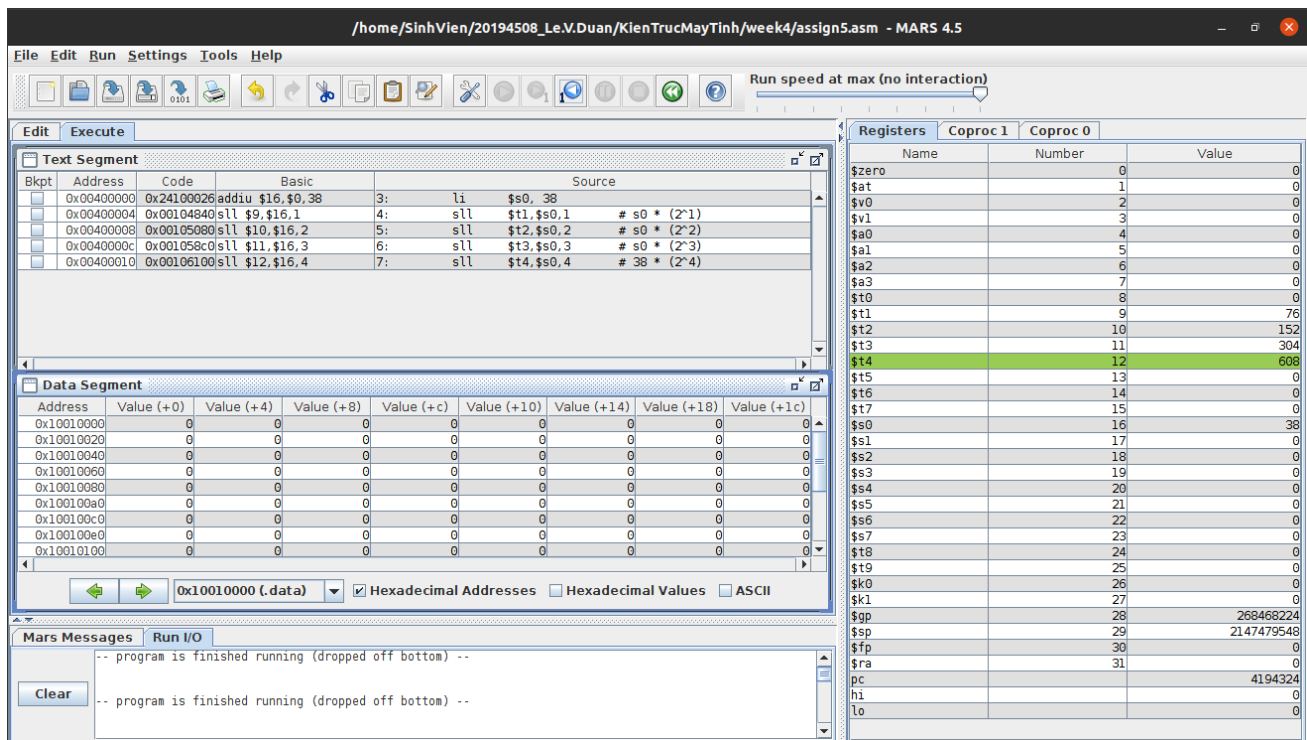 /home/SinhVien/20194508_Le.V.Duan/KienTrucMayTinh/week4/assign5.asm - MARS 4.5
File Edit Run Settings Tools Help
Run speed at max (no interaction)
Edit Execute
Text Segment
Bkpt Address Code Basic Source
0x00400000 0x24100026 addiu $16,$0,38 3: li $s0, 38
0x00400004 0x00104840 sll $9,$16,1 4: sll $t1,$s0,1 # s0 * (2^1)
0x00400008 0x00105080 sll $10,$16,2 5: sll $t2,$s0,2 # s0 * (2^2)
0x0040000c 0x001058c0 sll $11,$16,3 6: sll $t3,$s0,3 # s0 * (2^3)
0x00400010 0x00106100 sll $12,$16,4 7: sll $t4,$s0,4 # 38 * (2^4)
Data Segment
Address Value (+0) Value (+4) Value (+8) Value (+c) Value (+10) Value (+14) Value (+18) Value (+1c)
0x10010000 0 0 0 0 0 0 0 0
0x10010020 0 0 0 0 0 0 0 0
0x10010040 0 0 0 0 0 0 0 0
0x10010060 0 0 0 0 0 0 0 0
0x10010080 0 0 0 0 0 0 0 0
0x100100a0 0 0 0 0 0 0 0 0
0x100100c0 0 0 0 0 0 0 0 0
0x100100e0 0 0 0 0 0 0 0 0
0x10010100 0 0 0 0 0 0 0 0
0x10010000 (.data) Hexadecimal Addresses Hexadecimal Values ASCII
Mars Messages Run I/O
-- program is finished running (dropped off bottom) --
Clear
-- program is finished running (dropped off bottom) --
Registers Coproc 1 Coproc 0
Name Number Value
$zero 0 0
$at 1 0
$v0 2 0
$v1 3 0
$a0 4 0
$a1 5 0
$a2 6 0
$a3 7 0
$t0 8 0
$t1 9 76
$t2 10 152
$t3 11 304
$t4 12 608
$t5 13 0
$t6 14 0
$t7 15 0
$s0 16 38
$s1 17 0
$s2 18 0
$s3 19 0
$s4 20 0
$s5 21 0
$s6 22 0
$s7 23 0
$t8 24 0
$t9 25 0
$k0 26 0
$k1 27 0
$gp 28 268468224
$sp 29 2147479548
$fp 30 0
$ra 31 0
pc 4194324
hi 0
lo 0